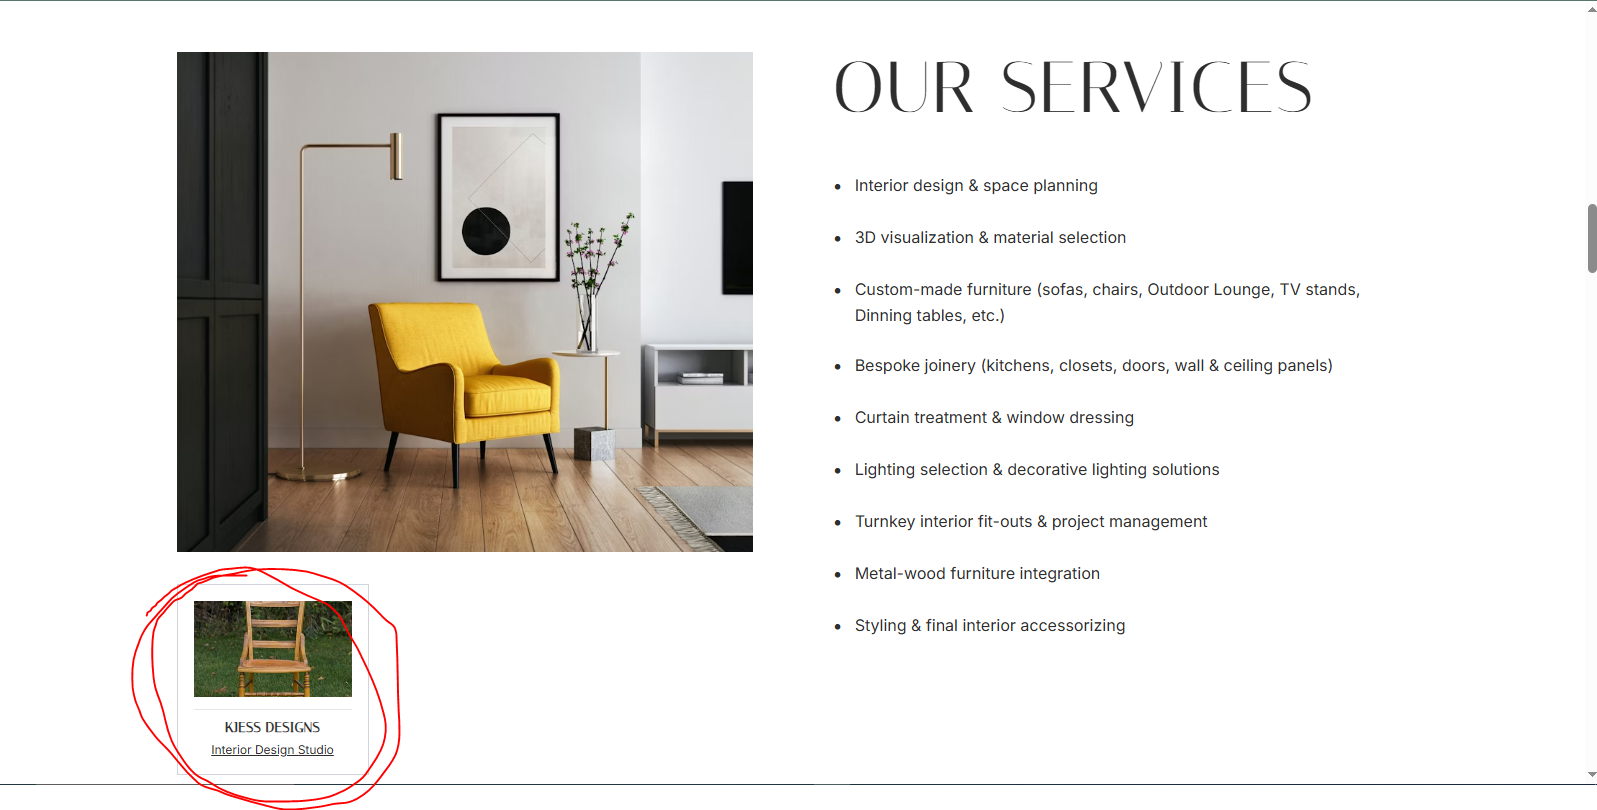 OUR SERVICES
• Interior design & space planning
• 3D visualization & material selection
• Custom-made furniture (sofas, chairs, Outdoor Lounge, TV stands,
Dinning tables, etc.)
• Bespoke joinery (kitchens, closets, doors, wall & ceiling panels)
• Curtain treatment & window dressing
• Lighting selection & decorative lighting solutions
• Turnkey interior fit-outs & project management
• Metal-wood furniture integration
• Styling & final interior accessorizing
KJESS DESIGNS
Interior Design Studio